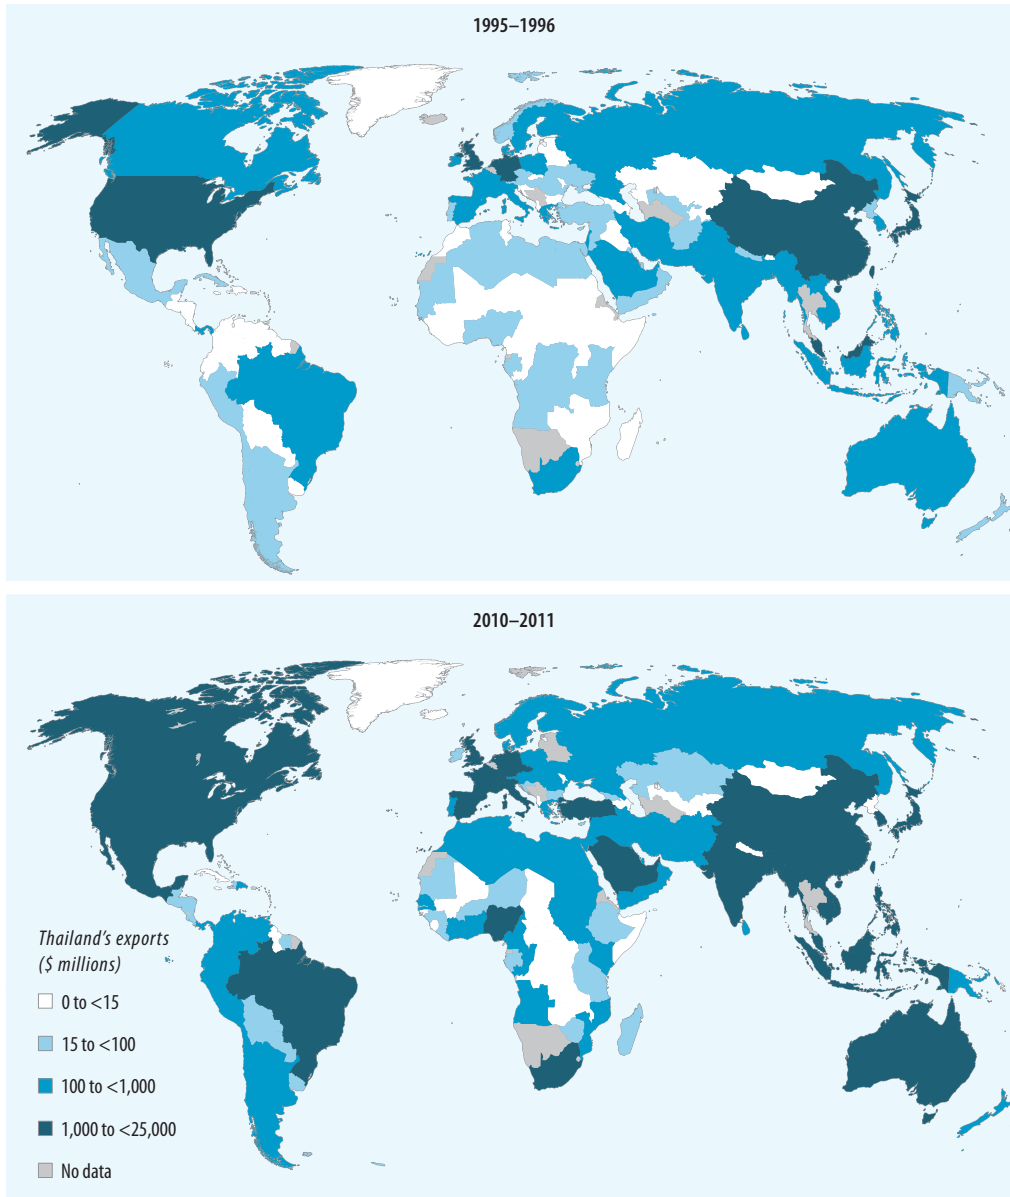 1995–1996
2010–2011
Thailand's exports
($ millions)
0 to <15
15 to <100
100 to <1,000
1,000 to <25,000
No data